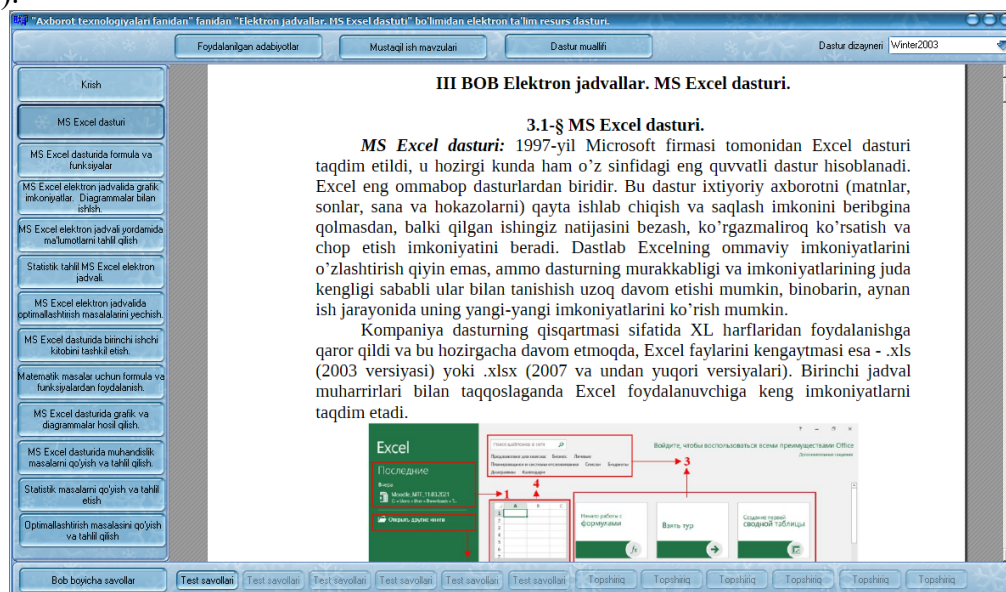 ).
"Axborot texnologiyalari fanidan" fanidan "Elektron jadvallar. MS Exsel dastuti" bo'limidan elektron ta'lim resurs dasturi.
Foydalanilgan adabiyotlar
Mustaqil ish mavzulari
Dastur muallifi
Dastur dizayneri Winter2003
Krish
MS Excel dasturi
MS Excel dasturida formula va
funksiyalar
MS Excel elektron jadvalida grafik
imkoniyatlar. Diagrammalar bilan
ishlsh.
MS Excel elektron jadvali yordamida
ma'lumotlarni tahlil qilish
Statistik tahlil MS Excel elektron
jadvali.
MS Excel elektron jadvalida
optimallashtirish masalalarini yechish.
MS Excel dasturida birinchi ishchi
kitobini tashkil etish.
Matematik masalar uchun formula va
funksiyalardan foydalanish.
MS Excel dasturida grafik va
diagrammalar hosil qilish.
MS Excel dasturida muhandislik
masalarni qo'yish va tahlil qilish.
Statistik masalarni qo'yish va tahlil
etish
Optimallashtirish masalasini qo'yish
va tahlil qilish
III BOB Elektron jadvallar. MS Excel dasturi.
3.1-§ MS Excel dasturi.
MS Excel dasturi: 1997-yil Microsoft firmasi tomonidan Excel dasturi
taqdim etildi, u hozirgi kunda ham o’z sinfidagi eng quvvatli dastur hisoblanadi.
Excel eng ommabop dasturlardan biridir. Bu dastur ixtiyoriy axborotni (matnlar,
sonlar, sana va hokazolarni) qayta ishlab chiqish va saqlash imkonini beribgina
qolmasdan, balki qilgan ishingiz natijasini bezash, ko’rgazmaliroq ko’rsatish va
chop etish imkoniyatini beradi. Dastlab Excelning ommaviy imkoniyatlarini
o’zlashtirish qiyin emas, ammo dasturning murakkabligi va imkoniyatlarining juda
kengligi sababli ular bilan tanishish uzoq davom etishi mumkin, binobarin, aynan
ish jarayonida uning yangi-yangi imkoniyatlarini ko’rish mumkin.
Kompaniya dasturning qisqartmasi sifatida XL harflaridan foydalanishga
qaror qildi va bu hozirgacha davom etmoqda, Excel faylarini kengaytmasi esa - .xls
(2003 versiyasi) yoki .xlsx (2007 va undan yuqori versiyalari). Birinchi jadval
muharrirlari bilan taqqoslaganda Excel foydalanuvchiga keng imkoniyatlarni
taqdim etadi.
Excel
Последние
Вчера
Открыть другие книги
1
4
3
Войдите, чтобы воспользоваться всеми преимуществами Office
A B C
Начало работы с
формулами
Взять тур
Создание первой
сводной таблицы
fx
Bob boyicha savollar
Test savollari Test savollari Test savollari Test savollari Test savollari Test savollari Topshiriq Topshiriq Topshiriq Topshiriq Topshiriq Topshiriq